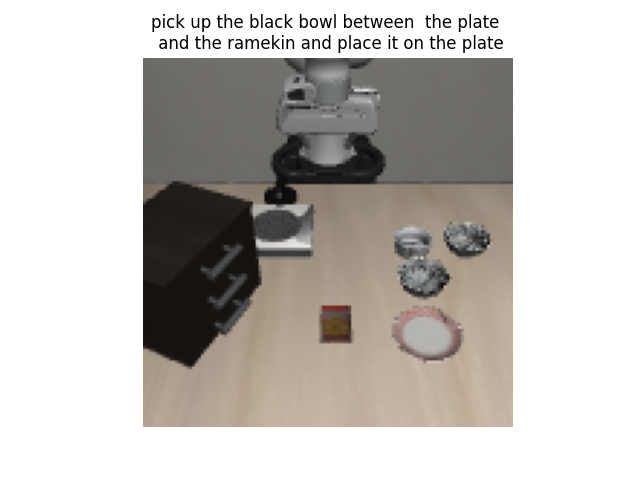 pick up the black bowl between  the plate
and the ramekin and place it on the plate